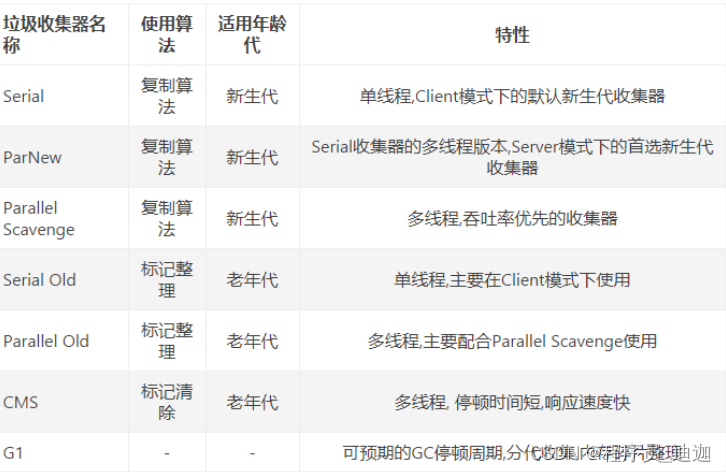 垃圾收集器名称
使用算法
适用年龄代
特性
Serial
复制算法
新生代
单线程,Client模式下的默认新生代收集器
ParNew
复制算法
新生代
Serial收集器的多线程版本,Server模式下的首选新生代
收集器
Parallel
Scavenge
复制算法
新生代
多线程,吞吐率优先的收集器
Serial Old
标记整理
老年代
单线程,主要在Client模式下使用
Parallel Old
标记整理
老年代
多线程,主要配合Parallel Scavenge使用
CMS
标记清除
老年代
多线程, 停顿时间短,响应速度快
G1
-
-
可预期的GC停顿周期,分代收集,内存碎片整理